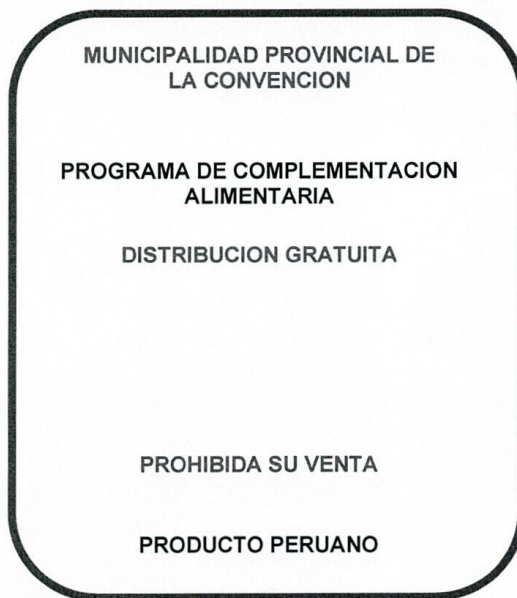 MUNICIPALIDAD PROVINCIAL DE
LA CONVENCION
PROGRAMA DE COMPLEMENTACION
ALIMENTARIA
DISTRIBUCION GRATUITA
PROHIBIDA SU VENTA
PRODUCTO PERUANO